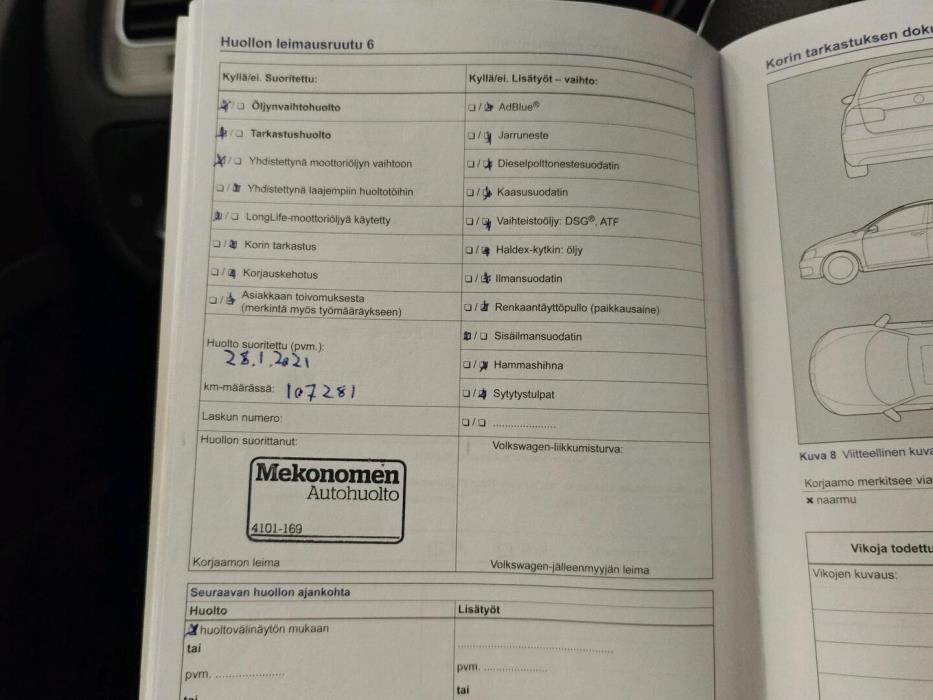 Huollon leimausruutu 6
Kyllä/ei. Suoritettu:
☒/☐ Öljynvaihtohuolto
☒/☐ Tarkastushuolto
☒/☐ Yhdistettynä moottoriöljyn vaihtoon
☐/☒ Yhdistettynä laajempiin huoltotöihin
☒/☐ LongLife-moottoriöljyä käytetty
☐/☒ Korin tarkastus
☐/☒ Korjauskehotus
☐/☒ Asiakkaan toivomuksesta
(merkintä myös työmääräykseen)
Huolto suoritettu (pvm.):
28.1.2021
km-määrässä: 107281
Laskun numero:
Huollon suorittanut:
Mekonomen
Autohuolto
4101-169
Korjaamon leima
Kyllä/ei. Lisätyöt – vaihto:
☐/☒ AdBlue®
☐/☒ Jarruneste
☐/☒ Dieselpolttonestesuodatin
☐/☒ Kaasusuodatin
☐/☒ Vaihteistoöljy: DSG®, ATF
☐/☒ Haldex-kytkin: öljy
☐/☒ Ilmansuodatin
☐/☒ Renkaantäyttöpullo (paikkausaine)
☒/☐ Sisäilmansuodatin
☐/☒ Hammashihna
☐/☒ Sytytystulpat
☐/☐ .....................
Volkswagen-liikkumisturva:
Volkswagen-jälleenmyyjän leima
Seuraavan huollon ajankohta
Huolto
☒ huoltovälinäytön mukaan
tai
pvm. .......................
tai
Lisätyöt
....................................................
pvm. .....................
tai
Korin tarkastuksen doku
Kuva 8 Viitteellinen kuva
Korjaamo merkitsee via
× naarmu
Vikoja todettu
Vikojen kuvaus: